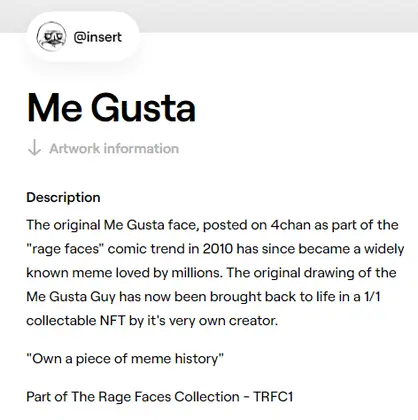 @insert
Me Gusta
Artwork information
Description
The original Me Gusta face, posted on 4chan as part of the
"rage faces" comic trend in 2010 has since became a widely
known meme loved by millions. The original drawing of the
Me Gusta Guy has now been brought back to life in a 1/1
collectable NFT by it's very own creator.
"Own a piece of meme history"
Part of The Rage Faces Collection - TRFC1